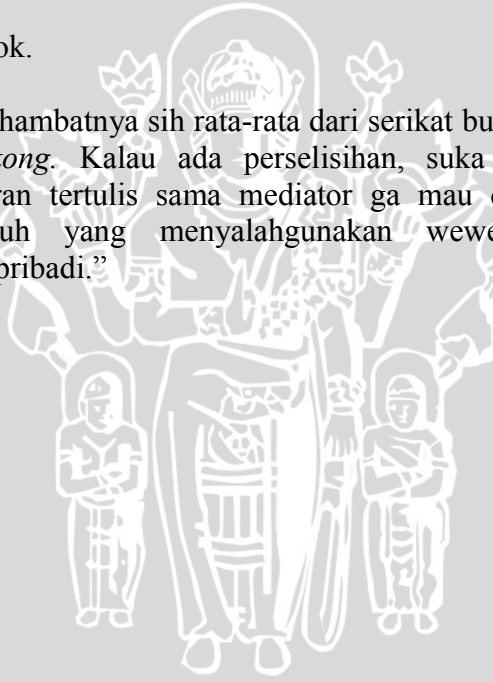 ok.
hambatnya sih rata-rata dari serikat bu
kong. Kalau ada perselisihan, suka
ran tertulis sama mediator ga mau
uh yang menyalahgunakan wewe
pribadi.”